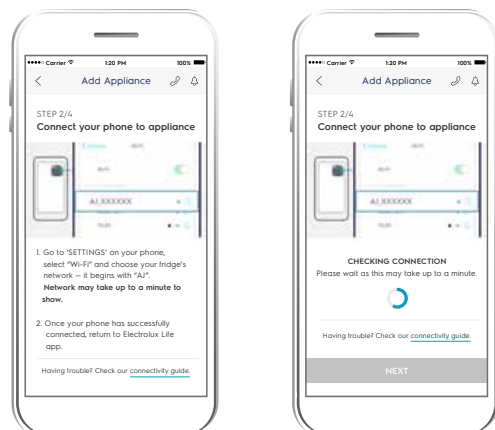 Carrier 1:20 PM 100%
Add Appliance
STEP 2/4
Connect your phone to appliance
Wi-Fi
AJ_XXXXXX
1. Go to ‘SETTINGS’ on your phone,
select “Wi-Fi” and choose your fridge’s
network – it begins with “AJ”.
Network may take up to a minute to
show.
2. Once your phone has successfully
connected, return to Electrolux Life
app.
Having trouble? Check our connectivity guide.
Carrier 1:20 PM 100%
Add Appliance
STEP 2/4
Connect your phone to appliance
Wi-Fi
AJ_XXXXXX
CHECKING CONNECTION
Please wait as this may take up to a minute.
Having trouble? Check our connectivity guide.
NEXT